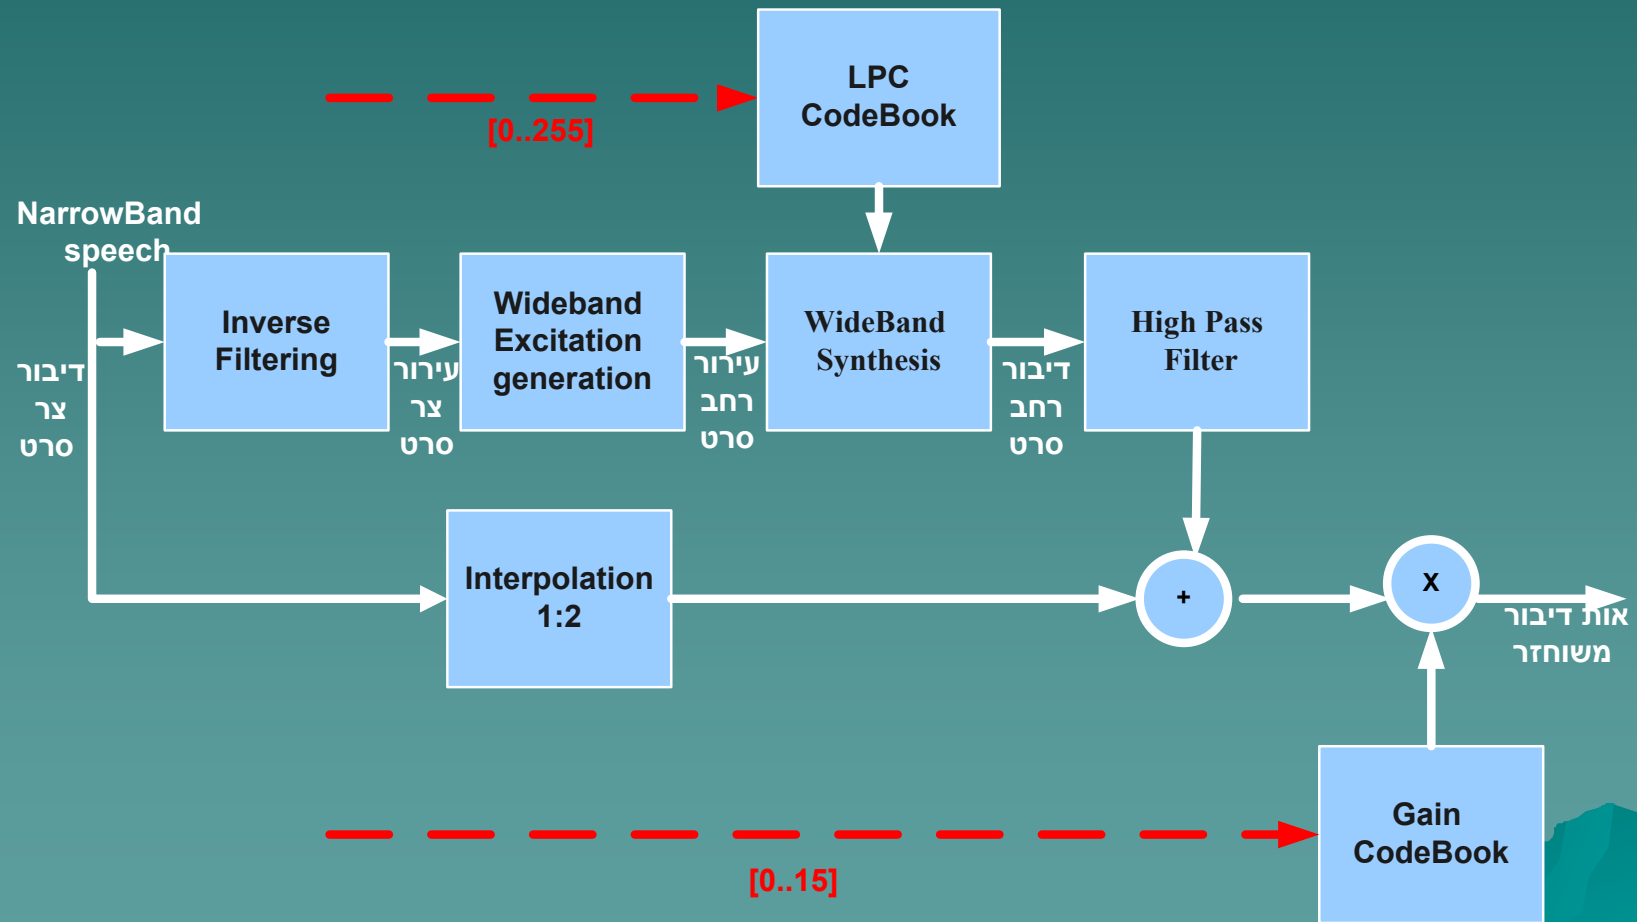 LPC
CodeBook
[0..255]
NarrowBand
speech
Inverse
Filtering
Wideband
Excitation
generation
WideBand
Synthesis
High Pass
Filter
דיבור
צר
סרט
עירור
צר
סרט
עירור
רחב
סרט
דיבור
רחב
סרט
Interpolation
1:2
+
X
אות דיבור
משוחזר
Gain
CodeBook
[0..15]